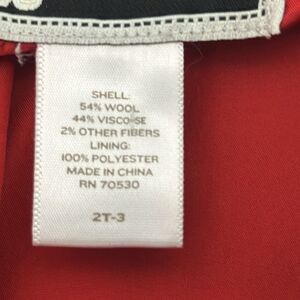 SHELL:
54% WOOL
44% VISCOSE
2% OTHER FIBERS
LINING:
100% POLYESTER
MADE IN CHINA
RN 70530
2T-3